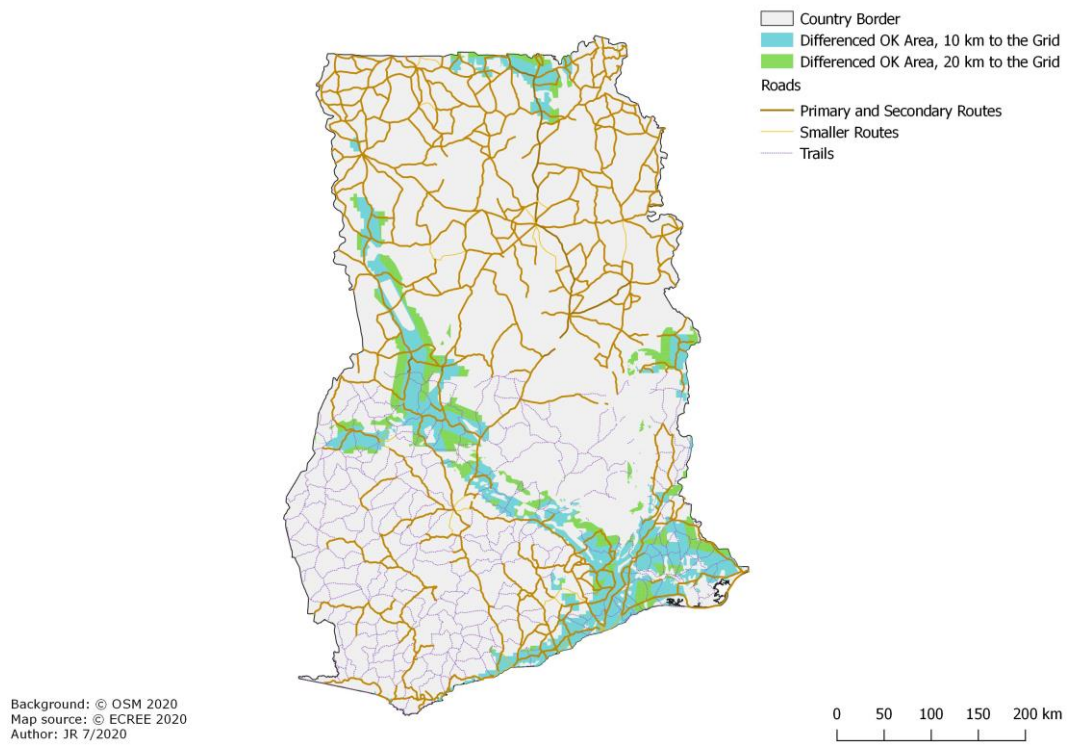 Country Border
Differenced OK Area, 10 km to the Grid
Differenced OK Area, 20 km to the Grid
Roads
Primary and Secondary Routes
Smaller Routes
Trails
Background: © OSM 2020
Map source: © ECREE 2020
Author: JR 7/2020
0 50 100 150 200 km